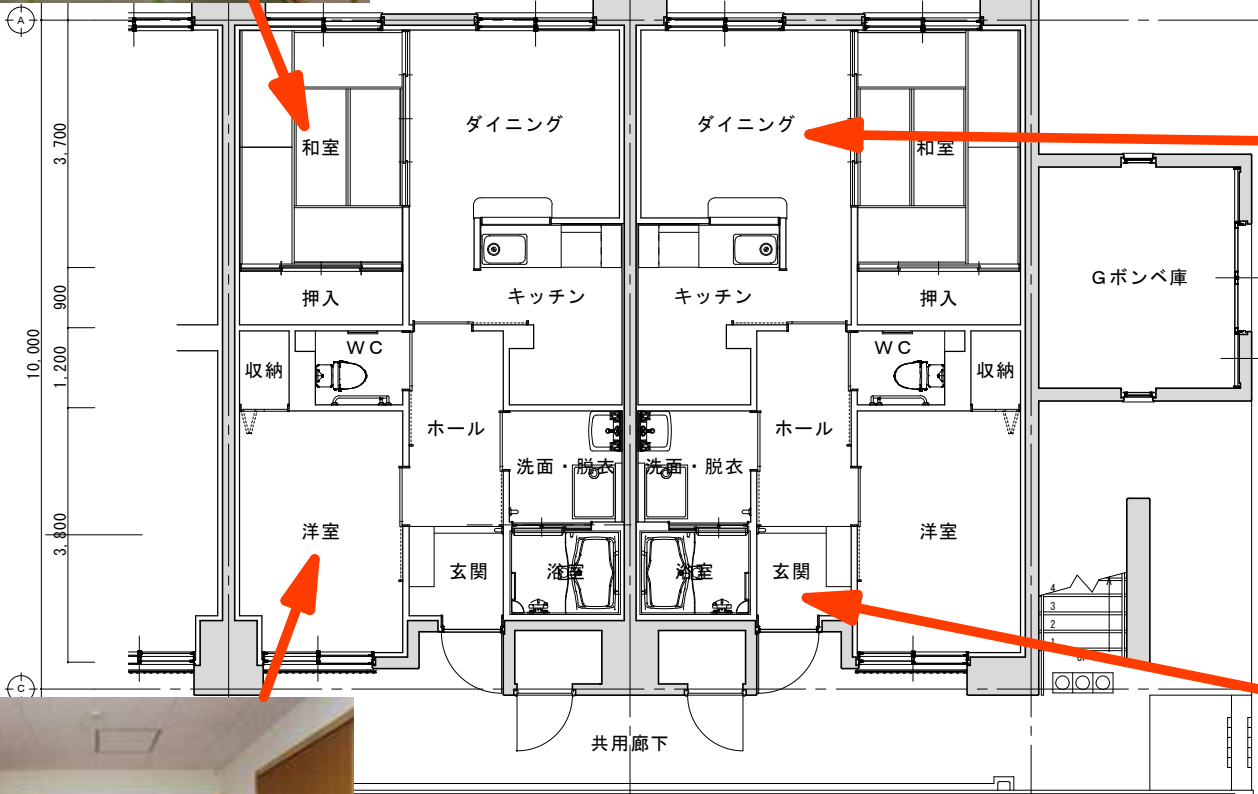 A
ダイニング
ダイニング
和室
和室
3,700
Gボンベ庫
押入
キッチン
キッチン
押入
900
10,000
1,200
収納
WC
WC
収納
ホール
ホール
洗面・脱衣
洗面・脱衣
3,800
洋室
玄関
浴室
浴室
玄関
洋室
4
3
2
1
C
共用廊下